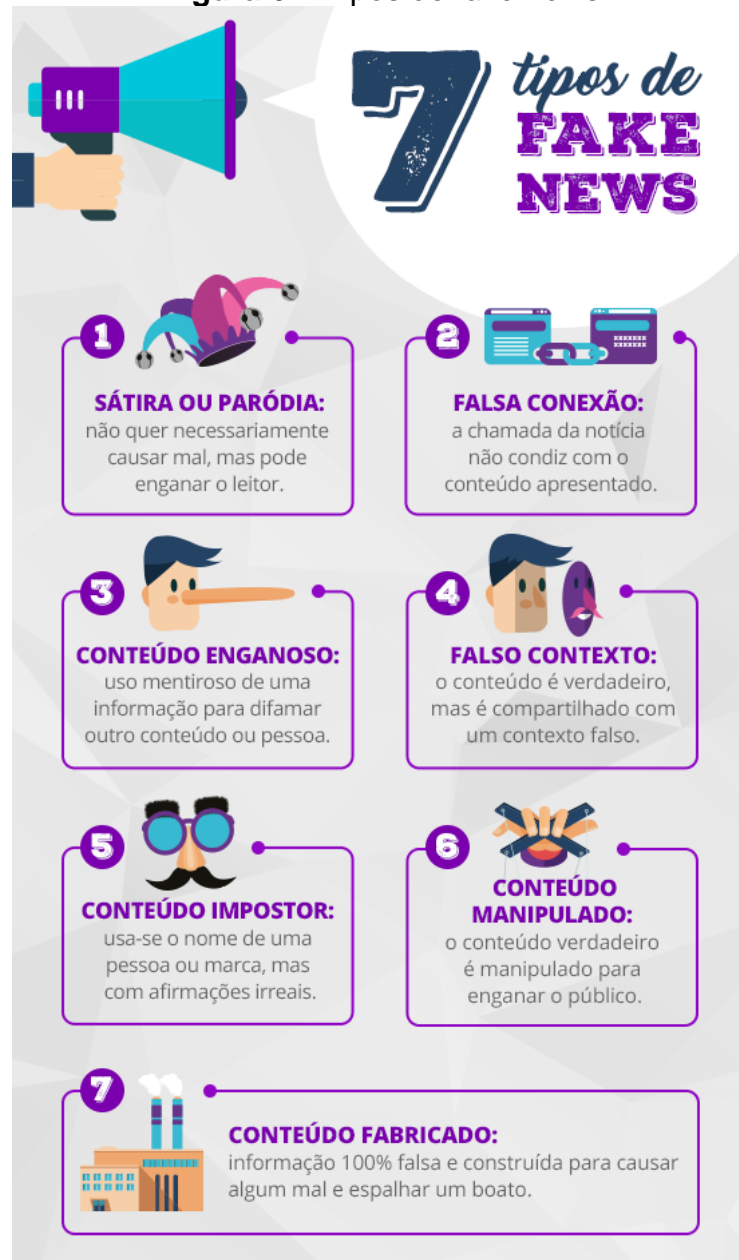 7 tipos de
FAKE
NEWS
1
SÁTIRA OU PARÓDIA:
não quer necessariamente
causar mal, mas pode
enganar o leitor.
2
FALSA CONEXÃO:
a chamada da notícia
não condiz com o
conteúdo apresentado.
3
CONTEÚDO ENGANOSO:
uso mentiroso de uma
informação para difamar
outro conteúdo ou pessoa.
4
FALSO CONTEXTO:
o conteúdo é verdadeiro,
mas é compartilhado com
um contexto falso.
5
CONTEÚDO IMPOSTOR:
usa-se o nome de uma
pessoa ou marca, mas
com afirmações irreais.
6
CONTEÚDO
MANIPULADO:
o conteúdo verdadeiro
é manipulado para
enganar o público.
7
CONTEÚDO FABRICADO:
informação 100% falsa e construída para causar
algum mal e espalhar um boato.